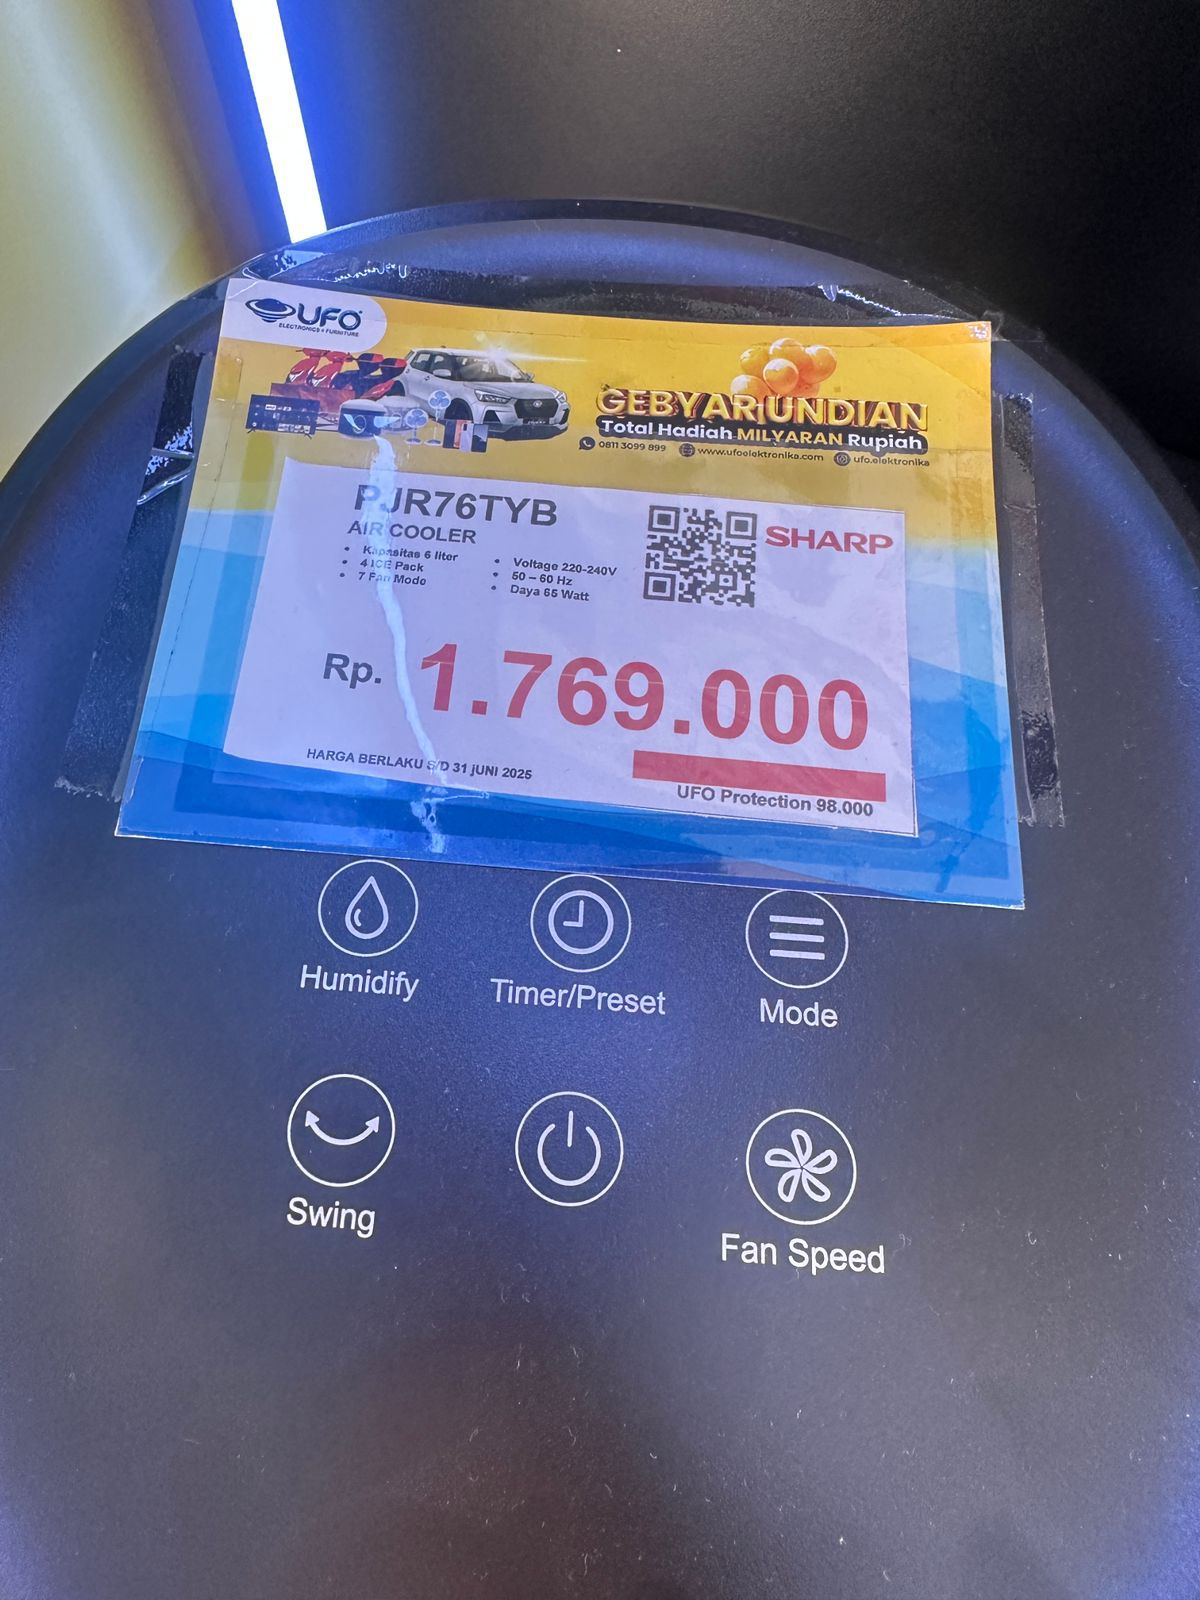 UFO
ELECTRONICS & FURNITURE
GEBYAR UNDIAN
Total Hadiah MILYARAN Rupiah
0811 3099 899 www.ufoelektronika.com ufo.elektronika
PJR76TYB
AIR COOLER
• Kapasitas 6 liter
• 4 ICE Pack
• 7 Fan Mode
• Voltage 220-240V
• 50 – 60 Hz
• Daya 65 Watt
SHARP
Rp. 1.769.000
HARGA BERLAKU S/D 31 jUNI 2025
UFO Protection 98.000
Humidify
Timer/Preset
Mode
Swing
Fan Speed